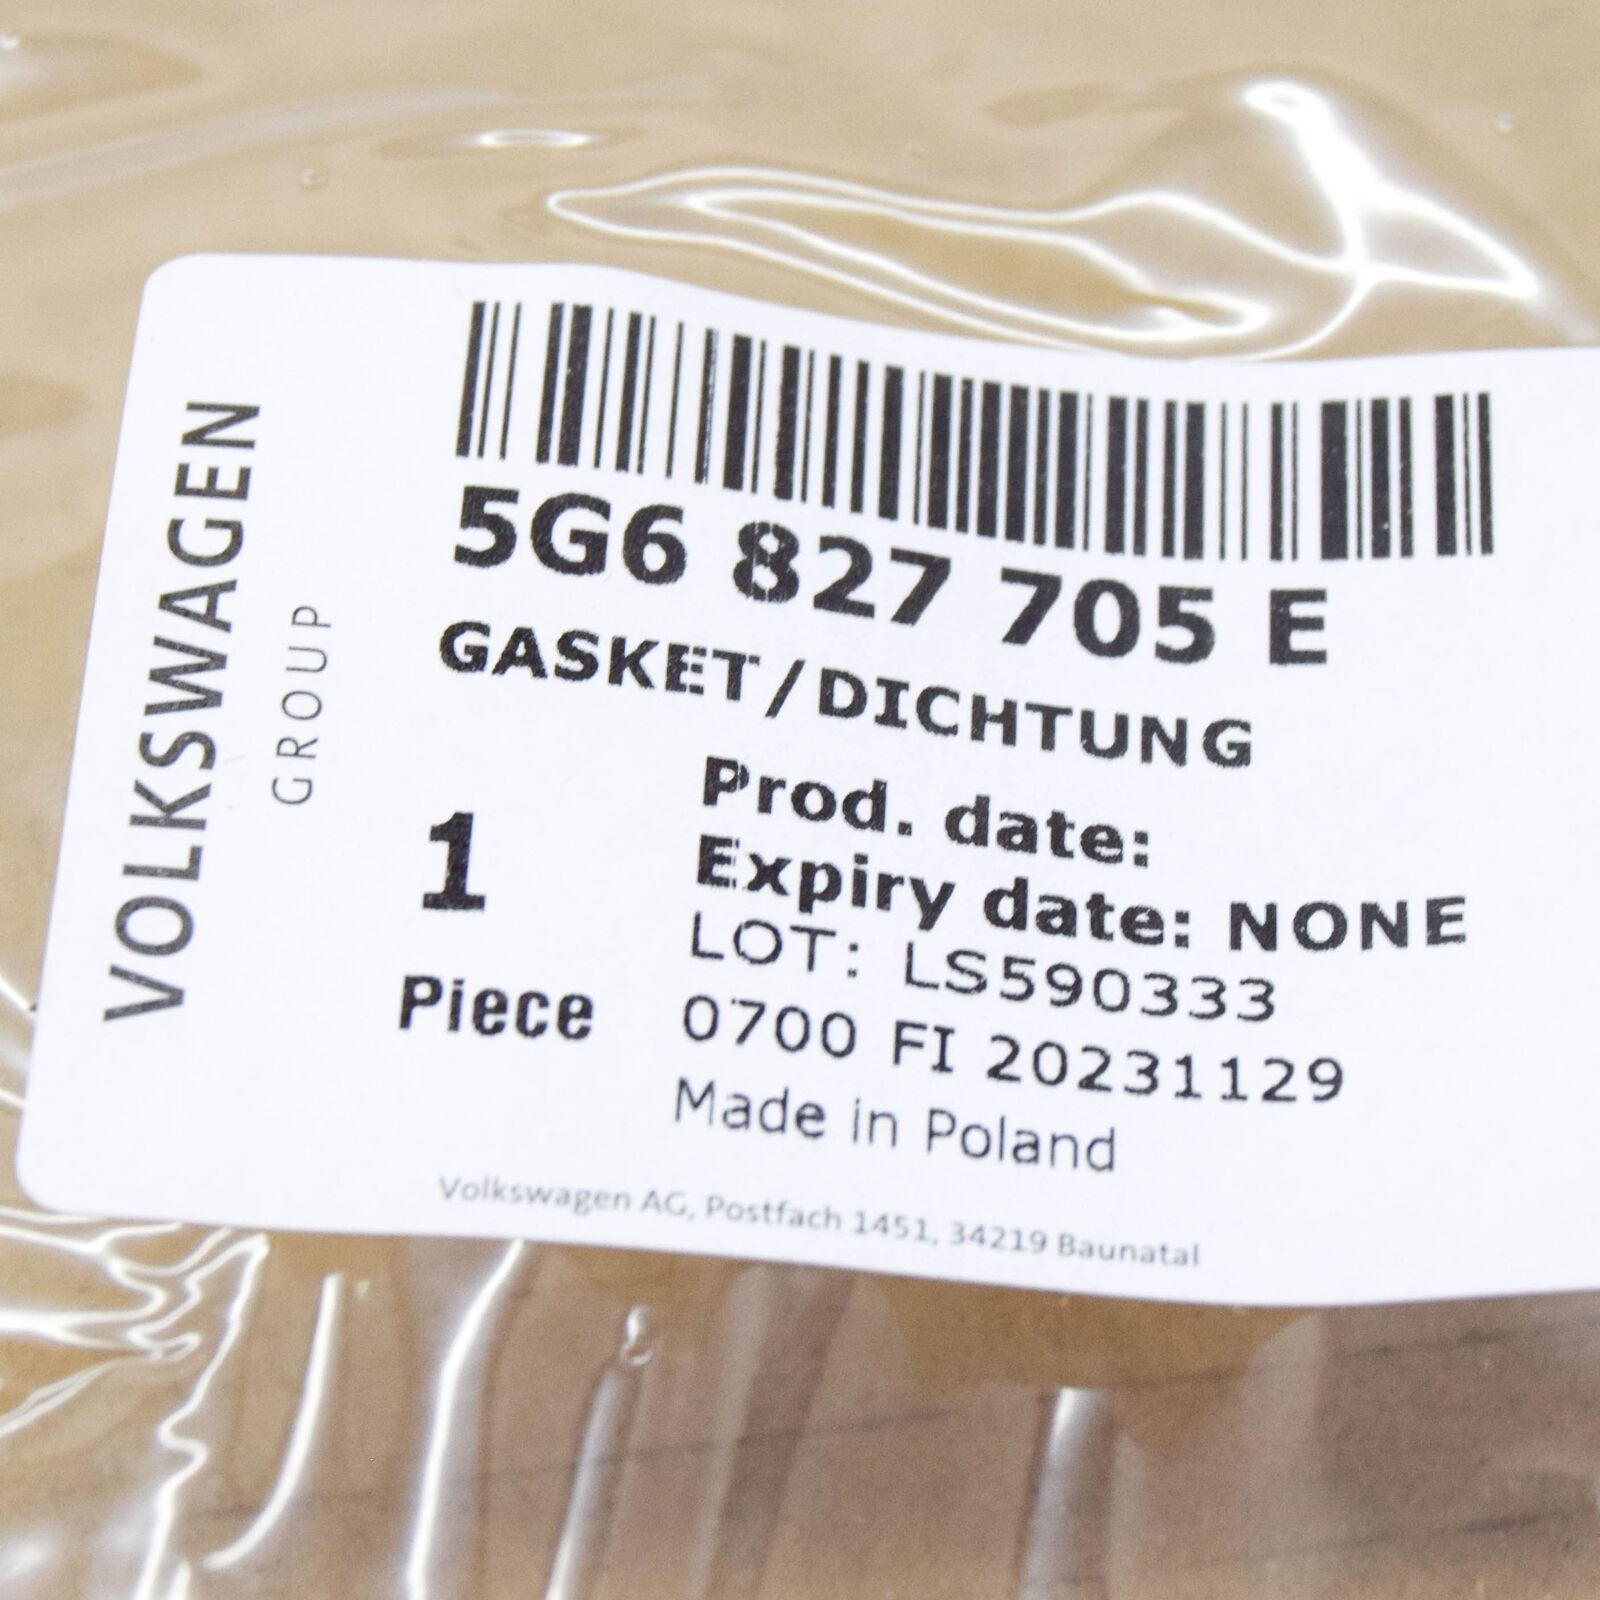 VOLKSWAGEN
GROUP
5G6 827 705 E
GASKET/DICHTUNG
1
Piece
Prod. date:
Expiry date: NONE
LOT: LS590333
0700 FI 20231129
Made in Poland
Volkswagen AG, Postfach 1451, 34219 Baunatal